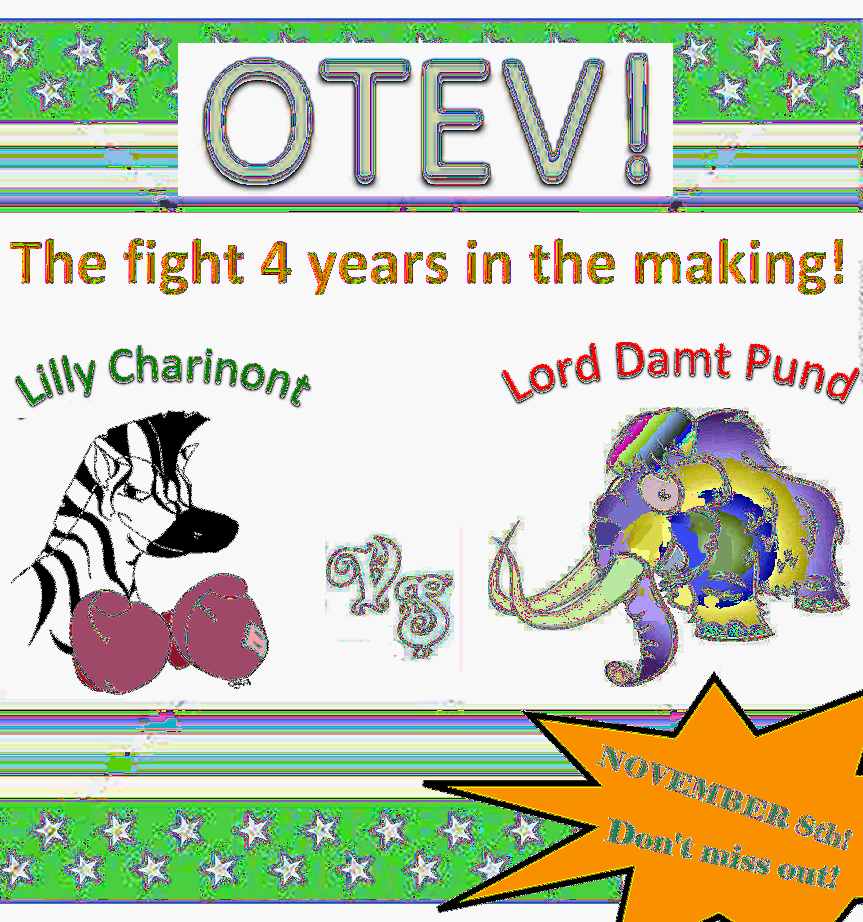 OTEV!
The fight 4 years in the making!
Lilly Charinont
Lord Damt Pund
VS
NOVEMBER 8th!
Don't miss out!